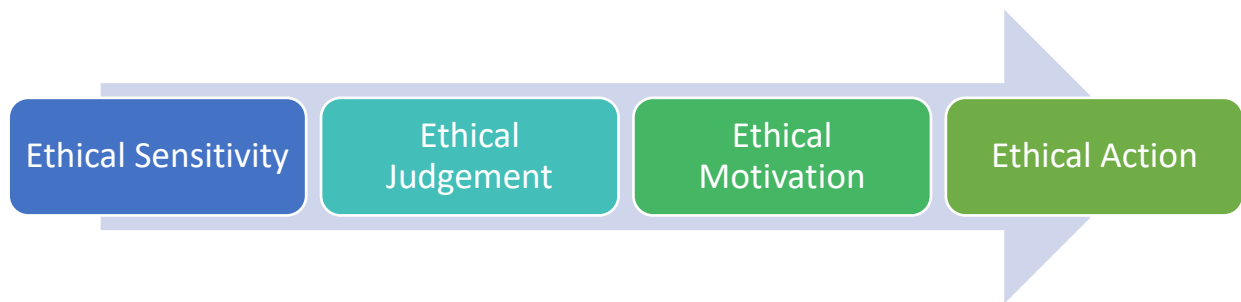 Ethical Sensitivity
Ethical
Judgement
Ethical
Motivation
Ethical Action